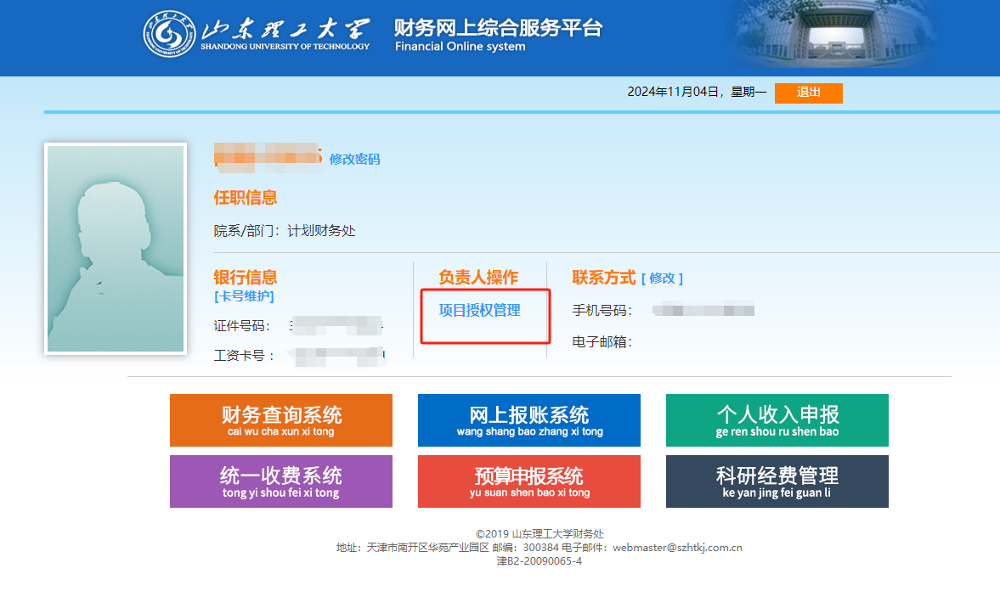 山东理工大学
SHANDONG UNIVERSITY OF TECHNOLOGY
财务网上综合服务平台
Financial Online system
2024年11月04日，星期一 退出
修改密码
任职信息
院系/部门：计划财务处
银行信息
[卡号维护]
证件号码：
工资卡号：
负责人操作
项目授权管理
联系方式 [ 修改 ]
手机号码：
电子邮箱：
财务查询系统
cai wu cha xun xi tong
网上报账系统
wang shang bao zhang xi tong
个人收入申报
ge ren shou ru shen bao
统一收费系统
tong yi shou fei xi tong
预算申报系统
yu suan shen bao xi tong
科研经费管理
ke yan jing fei guan li
©2019 山东理工大学财务处
地址：天津市南开区华苑产业园区 邮编：300384 电子邮件：webmaster@szhtkj.com.cn
津B2-20090065-4